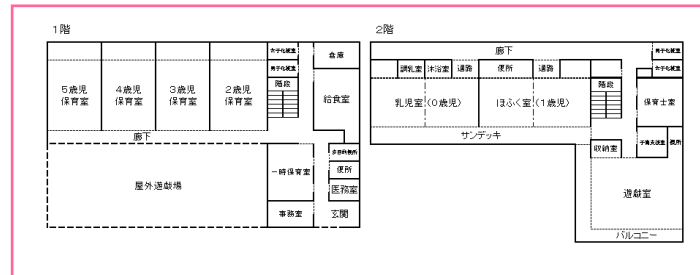 1階
女子化粧室
男子化粧室
倉庫
5歳児
保育室
4歳児
保育室
3歳児
保育室
2歳児
保育室
階段
給食室
廊下
多目的便所
便所
医務室
一時保育室
屋外遊戯場
事務室
玄関
2階
廊下
男子化粧室
女子化粧室
調乳室
沐浴室
通路
便所
通路
階段
乳児室(0歳児)
ほふく室(1歳児)
保育士室
サンデッキ
収納室
子育支援室
便所
遊戯室
バルコニー